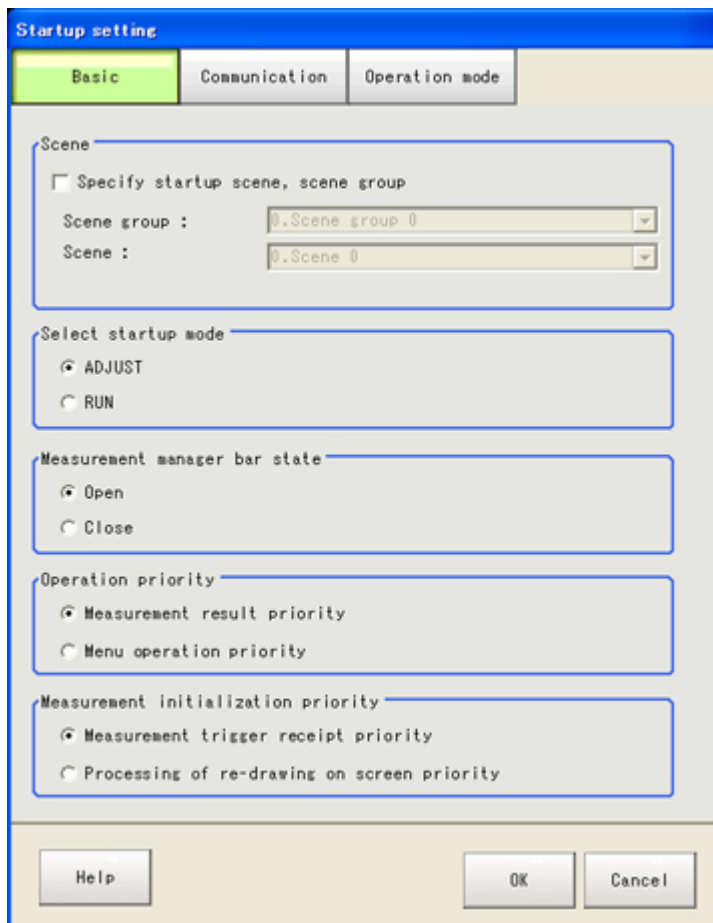 Startup setting
Basic Communication Operation mode
Scene
Specify startup scene, scene group
Scene group : 0.Scene group 0
Scene : 0.Scene 0
Select startup mode
ADJUST
RUN
Measurement manager bar state
Open
Close
Operation priority
Measurement result priority
Menu operation priority
Measurement initialization priority
Measurement trigger receipt priority
Processing of re-drawing on screen priority
Help OK Cancel